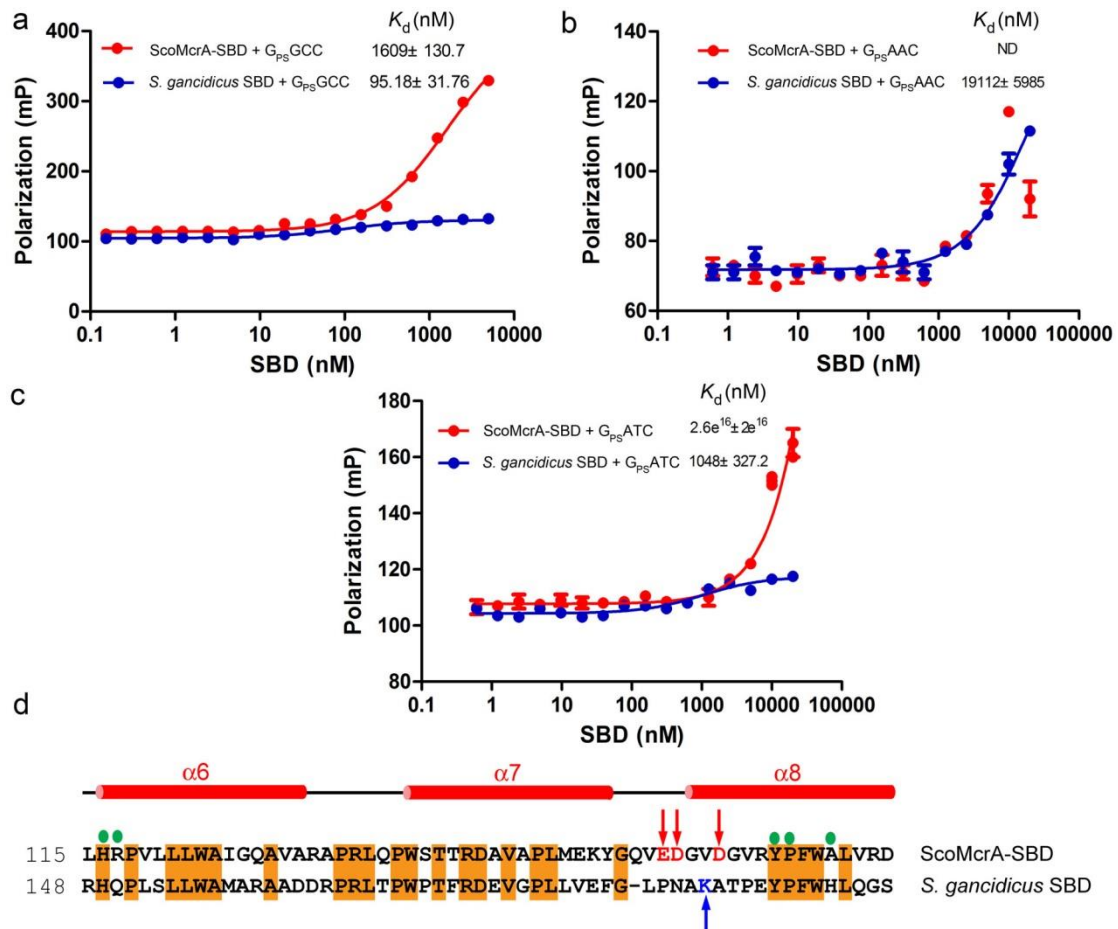 a
Kd (nM)
ScoMcrA-SBD + GPSGCC 1609± 130.7
S. gancidicus SBD + GPSGCC 95.18± 31.76
Polarization (mP)
400
300
200
100
0
0.1 1 10 100 1000 10000
SBD (nM)
b
Kd (nM)
ScoMcrA-SBD + GPSAAC ND
S. gancidicus SBD + GPSAAC 19112± 5985
Polarization (mP)
140
120
100
80
60
0.1 1 10 100 1000 10000 100000
SBD (nM)
c
Kd (nM)
ScoMcrA-SBD + GPSATC 2.6e16± 2e16
S. gancidicus SBD + GPSATC 1048± 327.2
Polarization (mP)
180
160
140
120
100
80
0.1 1 10 100 1000 10000 100000
SBD (nM)
d
α6 α7 α8
115 LHRPVLLLWAIGQAVARAPRLQPWSTTRDAVAPLMEKYGQVEDGVDGVRYPFWALVRD ScoMcrA-SBD
148 RHQPLSLLWAMARAADDRPRLTPWPTFRDEVGPLLVEFG-LPNAKATPEYPFWHLQGS S. gancidicus SBD